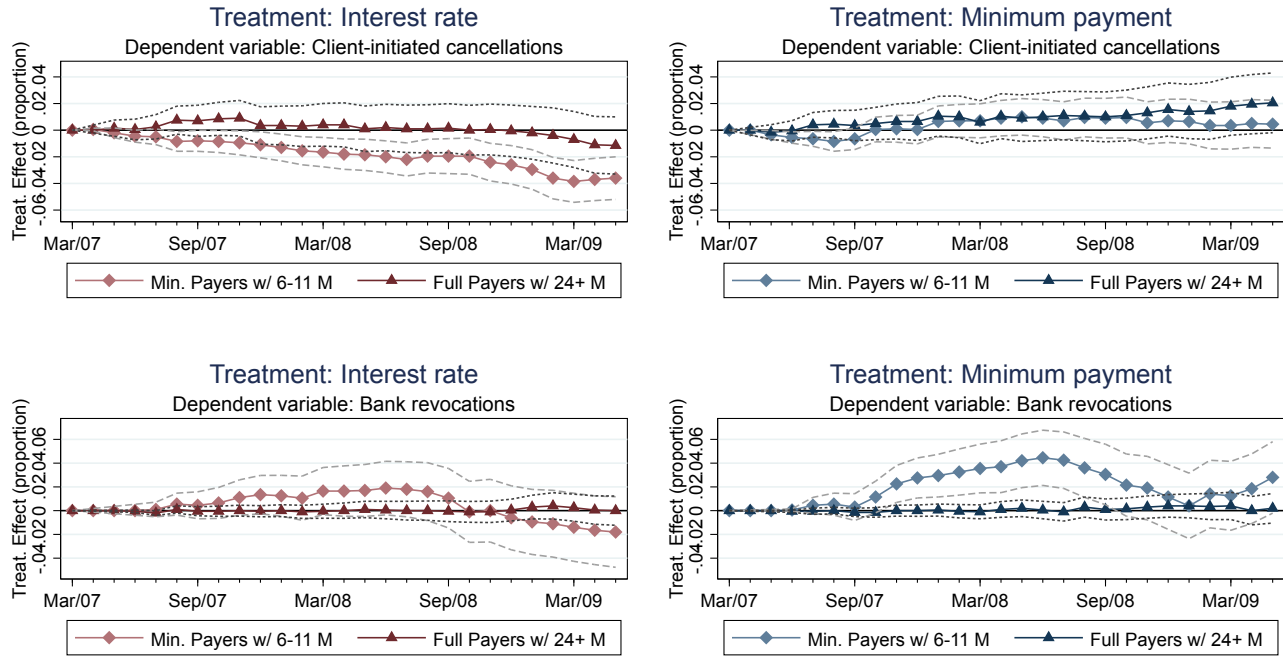 Treatment: Interest rate
Dependent variable: Client-initiated cancellations
Treat. Effect (proportion)
-.06.04.02 0 .02.04
Mar/07 Sep/07 Mar/08 Sep/08 Mar/09
Min. Payers w/ 6-11 M Full Payers w/ 24+ M
Treatment: Minimum payment
Dependent variable: Client-initiated cancellations
Treat. Effect (proportion)
-.06.04.02 0 .02.04
Mar/07 Sep/07 Mar/08 Sep/08 Mar/09
Min. Payers w/ 6-11 M Full Payers w/ 24+ M
Treatment: Interest rate
Dependent variable: Bank revocations
Treat. Effect (proportion)
-.04.02 0 .02.04.06
Mar/07 Sep/07 Mar/08 Sep/08 Mar/09
Min. Payers w/ 6-11 M Full Payers w/ 24+ M
Treatment: Minimum payment
Dependent variable: Bank revocations
Treat. Effect (proportion)
-.04.02 0 .02.04.06
Mar/07 Sep/07 Mar/08 Sep/08 Mar/09
Min. Payers w/ 6-11 M Full Payers w/ 24+ M